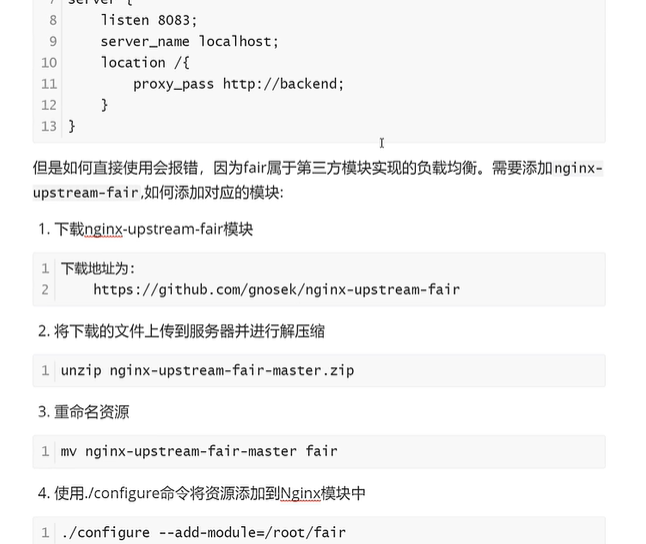 7 server {
8 listen 8083;
9 server_name localhost;
10 location /{
11 proxy_pass http://backend;
12 }
13 }
但是如何直接使用会报错，因为fair属于第三方模块实现的负载均衡。需要添加nginx-
upstream-fair,如何添加对应的模块:
1. 下载nginx-upstream-fair模块
1 下载地址为:
2 https://github.com/gnosek/nginx-upstream-fair
2. 将下载的文件上传到服务器并进行解压缩
1 unzip nginx-upstream-fair-master.zip
3. 重命名资源
1 mv nginx-upstream-fair-master fair
4. 使用./configure命令将资源添加到Nginx模块中
1 ./configure --add-module=/root/fair